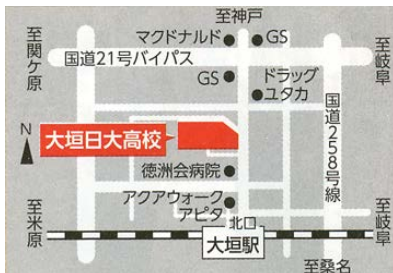 至神戸
マクドナルド
GS
至関ケ原
国道21号バイパス
至岐阜
GS
ドラッグ
ユタカ
国道258号線
N
大垣日大高校
徳洲会病院
アクアウォーク
アピタ
至米原
北口
大垣駅
至岐阜
至桑名